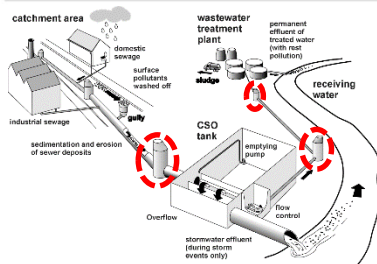 catchment area
domestic
sewage
surface
pollutants
washed off
gully
industrial sewage
sedimentation and erosion
of sewer deposits
wastewater
treatment
plant
sludge
permanent
effluent of
treated water
(with rest
pollution)
receiving
water
CSO
tank
emptying
pump
flow
control
Overflow
stormwater effluent
(during storm
events only)